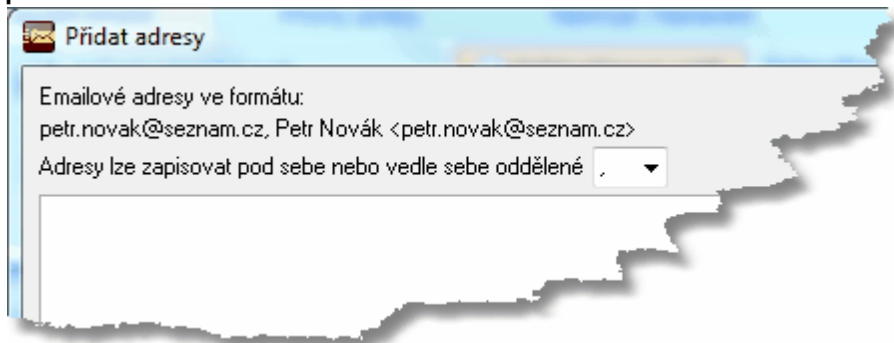 Přidat adresy
Emailové adresy ve formátu:
petr.novak@seznam.cz, Petr Novák <petr.novak@seznam.cz>
Adresy lze zapisovat pod sebe nebo vedle sebe oddělené ,